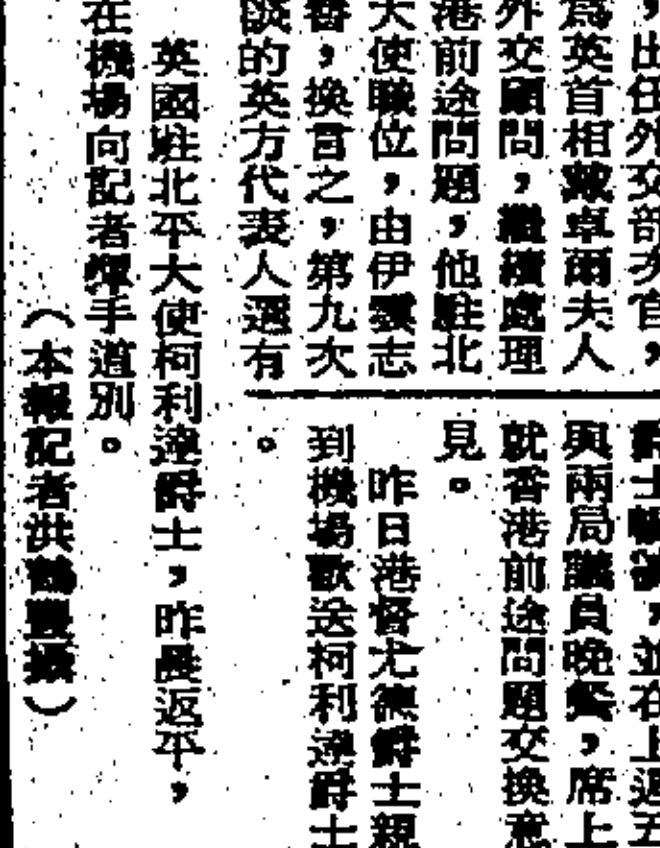 ，出任外交部次官，
為英首相戴卓爾夫人
外交顧問，繼續處理
港前途問題，他駐北
大使職位，由伊雲志
督，換言之，第九次
談的英方代表人選有
爵士
，並在上週五
與兩局議員晚餐，席上
就香港前途問題交換意
見。
昨日港督尤德爵士親
到機場歡送柯利達爵士
。
英國駐北平大使柯利達爵士，昨晨返平，
在機場向記者揮手道別。
（本報記者洪攝）